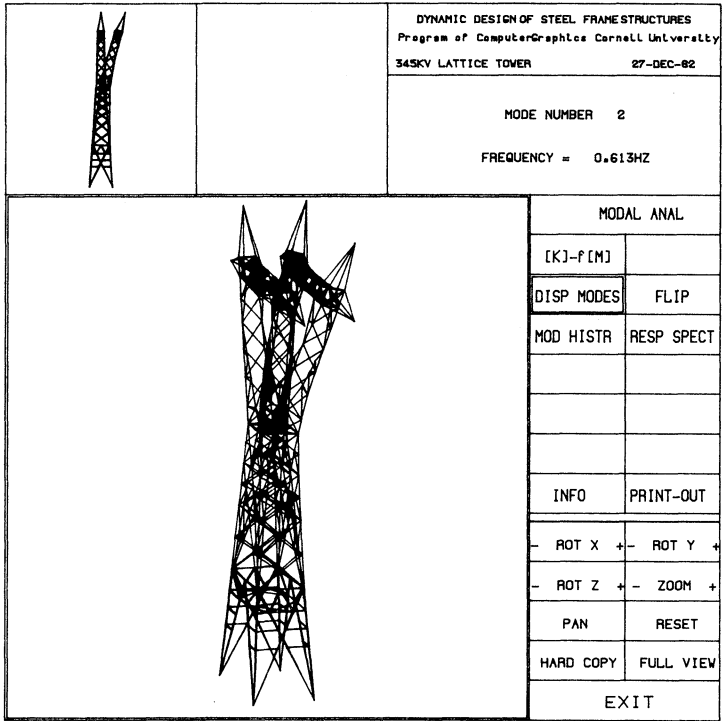 DYNAMIC DESIGN OF STEEL FRAME STRUCTURES
Program of Computer Graphics Cornell University
345KV LATTICE TOWER 27-DEC-82
MODE NUMBER 2
FREQUENCY = 0.613HZ
MODAL ANAL
[K]-f[M]
DISP MODES FLIP
MOD HISTR RESP SPECT
INFO PRINT-OUT
- ROT X + - ROT Y +
- ROT Z + - ZOOM +
PAN RESET
HARD COPY FULL VIEW
EXIT